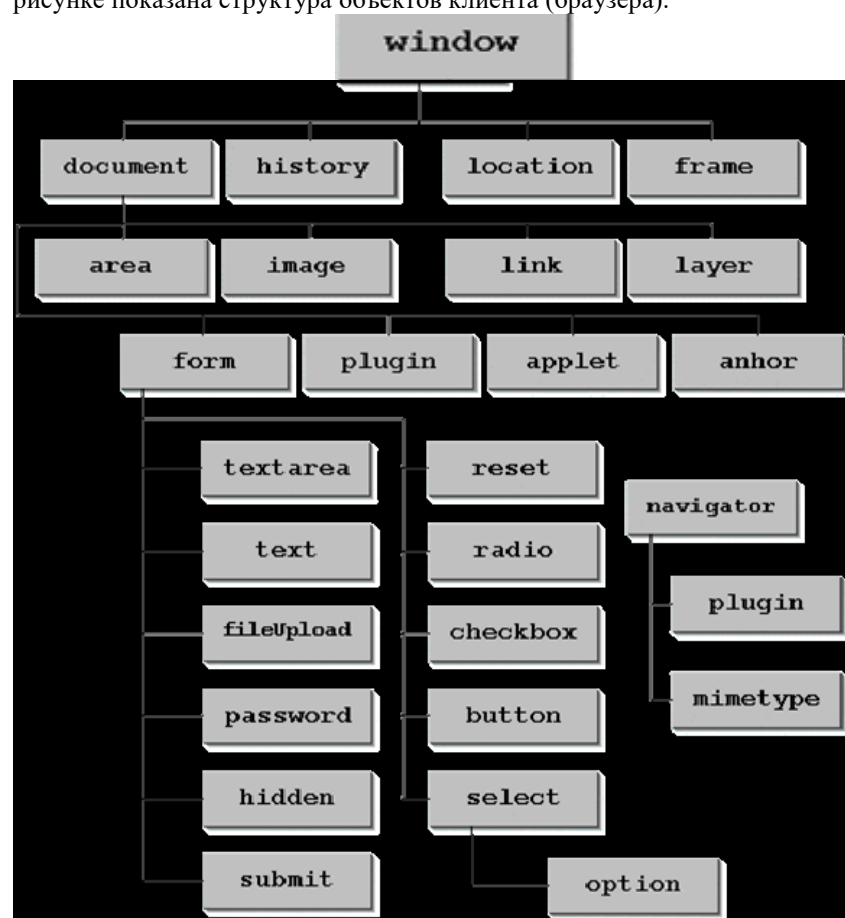 рисунке показана структура объектов клиента (браузера).
window
document history location frame
area image link layer
form plugin applet anhor
textarea reset
navigator
text radio
plugin
fileUpload checkbox
mimetype
password button
hidden select
submit option